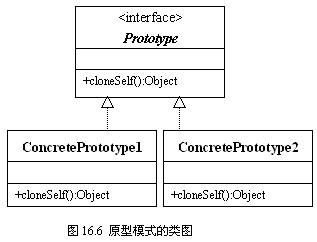 <interface>
Prototype
+cloneSelf():Object
ConcretePrototype1
+cloneSelf():Object
ConcretePrototype2
+cloneSelf():Object
图 16.6 原型模式的类图